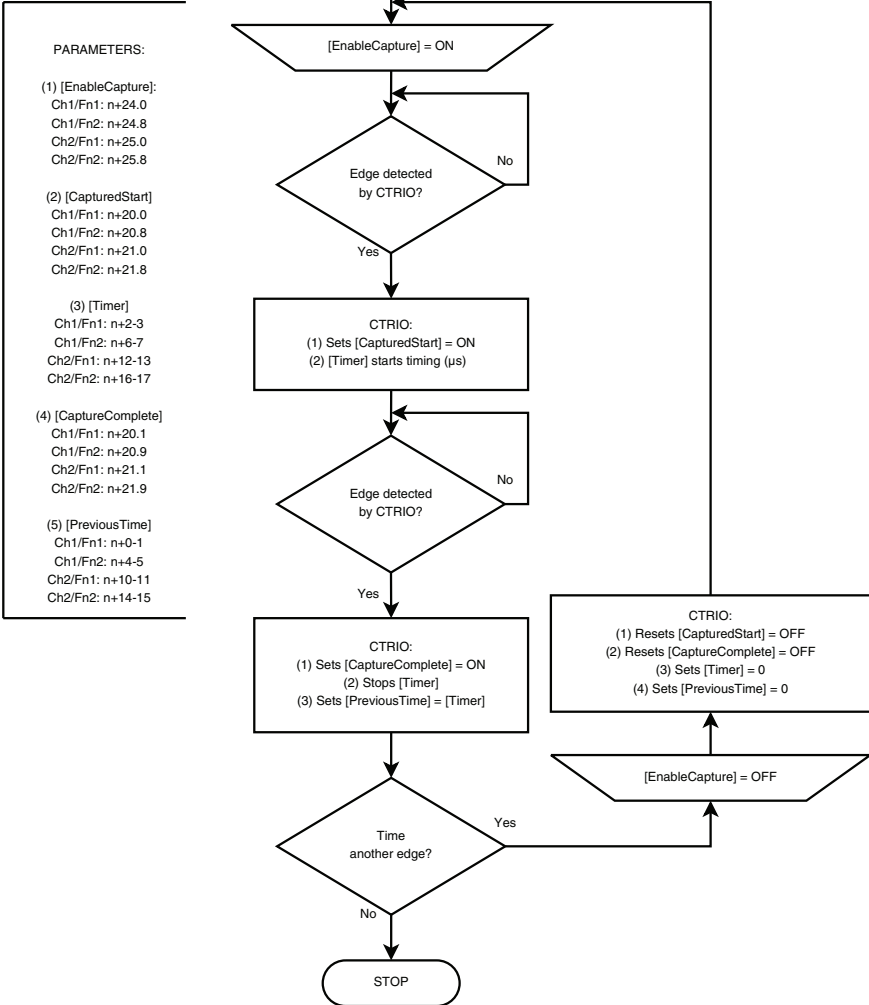 PARAMETERS:
(1) [EnableCapture]:
Ch1/Fn1: n+24.0
Ch1/Fn2: n+24.8
Ch2/Fn1: n+25.0
Ch2/Fn2: n+25.8
(2) [CapturedStart]
Ch1/Fn1: n+20.0
Ch1/Fn2: n+20.8
Ch2/Fn1: n+21.0
Ch2/Fn2: n+21.8
(3) [Timer]
Ch1/Fn1: n+2-3
Ch1/Fn2: n+6-7
Ch2/Fn1: n+12-13
Ch2/Fn2: n+16-17
(4) [CaptureComplete]
Ch1/Fn1: n+20.1
Ch1/Fn2: n+20.9
Ch2/Fn1: n+21.1
Ch2/Fn2: n+21.9
(5) [PreviousTime]
Ch1/Fn1: n+0-1
Ch1/Fn2: n+4-5
Ch2/Fn1: n+10-11
Ch2/Fn2: n+14-15
[EnableCapture] = ON
Edge detected
by CTRIO?
No
Yes
CTRIO:
(1) Sets [CapturedStart] = ON
(2) [Timer] starts timing (µs)
Edge detected
by CTRIO?
No
Yes
CTRIO:
(1) Sets [CaptureComplete] = ON
(2) Stops [Timer]
(3) Sets [PreviousTime] = [Timer]
Time
another edge?
Yes
No
STOP
[EnableCapture] = OFF
CTRIO:
(1) Resets [CapturedStart] = OFF
(2) Resets [CaptureComplete] = OFF
(3) Sets [Timer] = 0
(4) Sets [PreviousTime] = 0